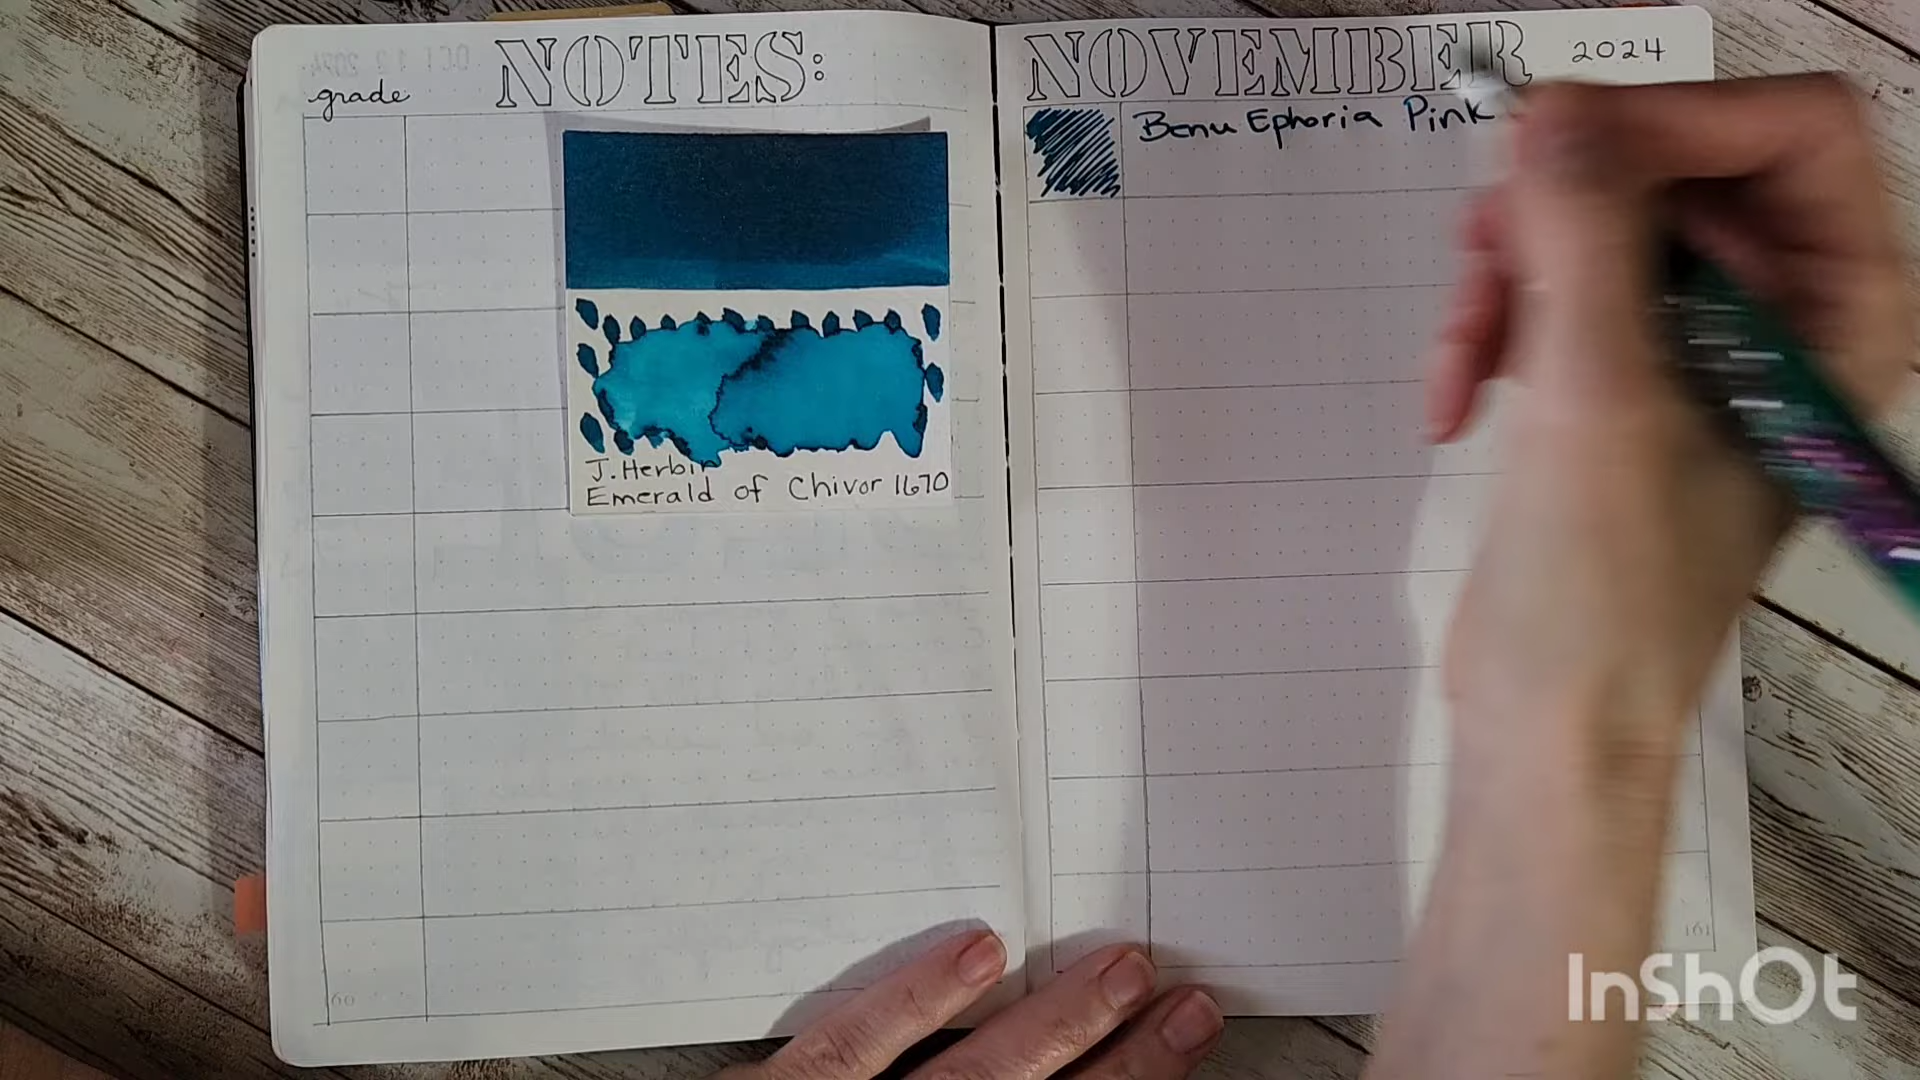 NOTES:
grade
J. Herbin
Emerald of Chivor 1670
60
NOVEMBER 2024
Benu Ephoria Pink
161
InShOt